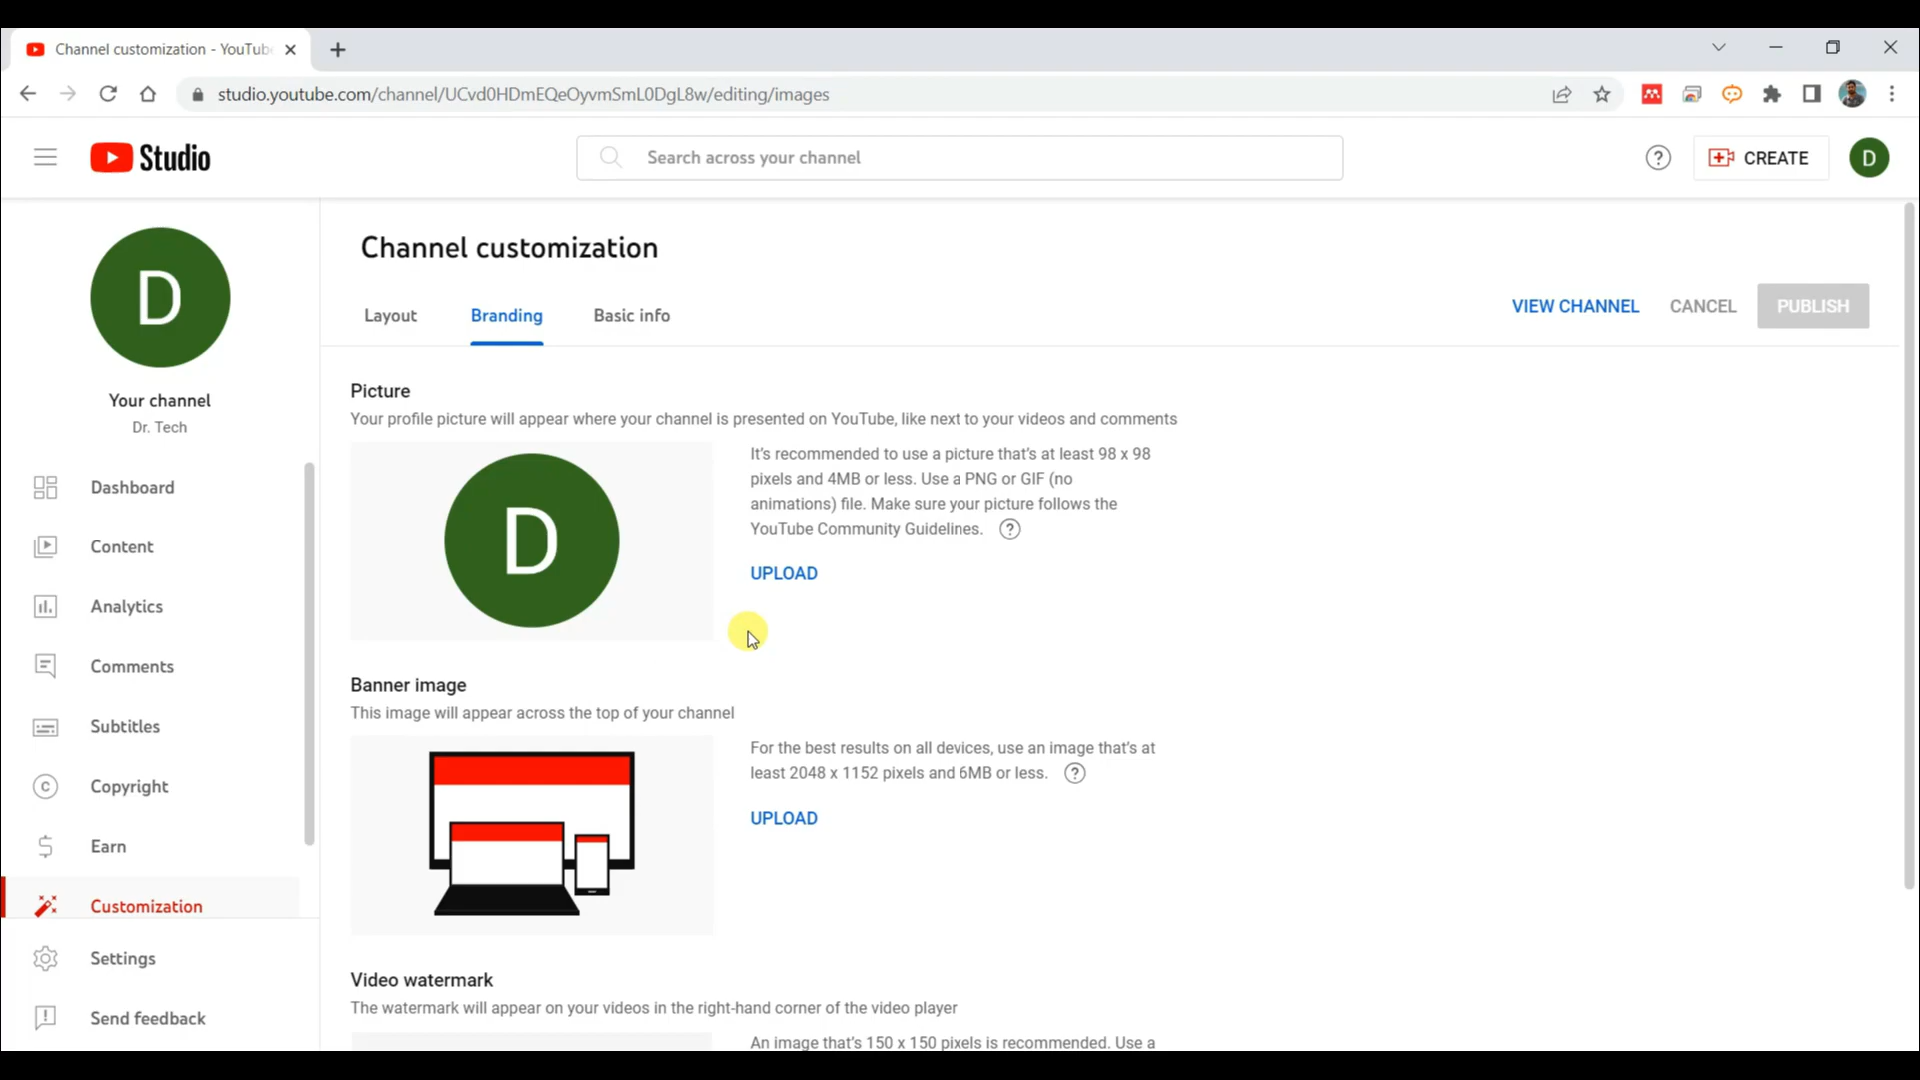 Channel customization - YouTube
studio.youtube.com/channel/UCvd0HDmEQeOyvmSmL0DgL8w/editing/images
Studio
Search across your channel
CREATE
D
D
Your channel
Dr. Tech
Dashboard
Content
Analytics
Comments
Subtitles
Copyright
Earn
Customization
Settings
Send feedback
Channel customization
Layout
Branding
Basic info
VIEW CHANNEL
CANCEL
PUBLISH
Picture
Your profile picture will appear where your channel is presented on YouTube, like next to your videos and comments
D
It's recommended to use a picture that's at least 98 x 98
pixels and 4MB or less. Use a PNG or GIF (no
animations) file. Make sure your picture follows the
YouTube Community Guidelines.
UPLOAD
Banner image
This image will appear across the top of your channel
For the best results on all devices, use an image that's at
least 2048 x 1152 pixels and 6MB or less.
UPLOAD
Video watermark
The watermark will appear on your videos in the right-hand corner of the video player
An image that's 150 x 150 pixels is recommended. Use a